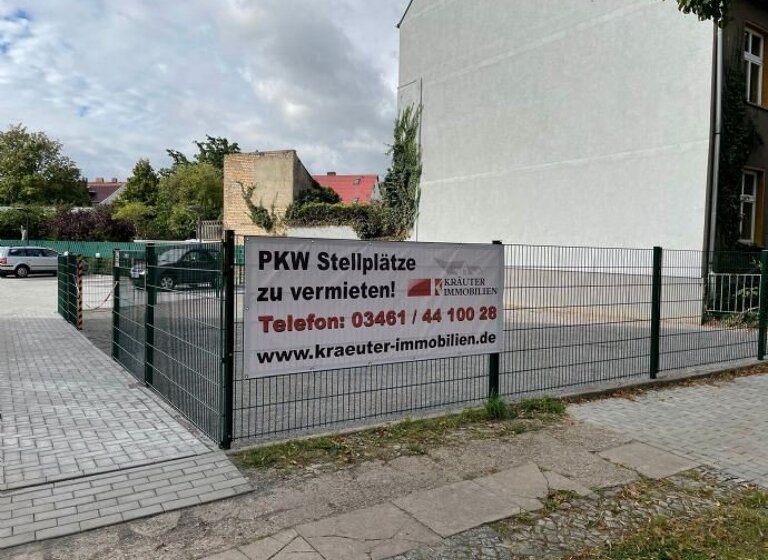 PKW Stellplätze
zu vermieten!
KRÄUTER
IMMOBILIEN
Telefon: 03461 / 44 100 28
www.kraeuter-immobilien.de